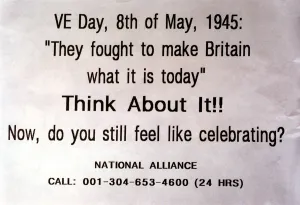 VE Day, 8th of May, 1945:
"They fought to make Britain
what it is today"
Think About It!!
Now, do you still feel like celebrating?
NATIONAL ALLIANCE
CALL: 001-304-653-4600 (24 HRS)